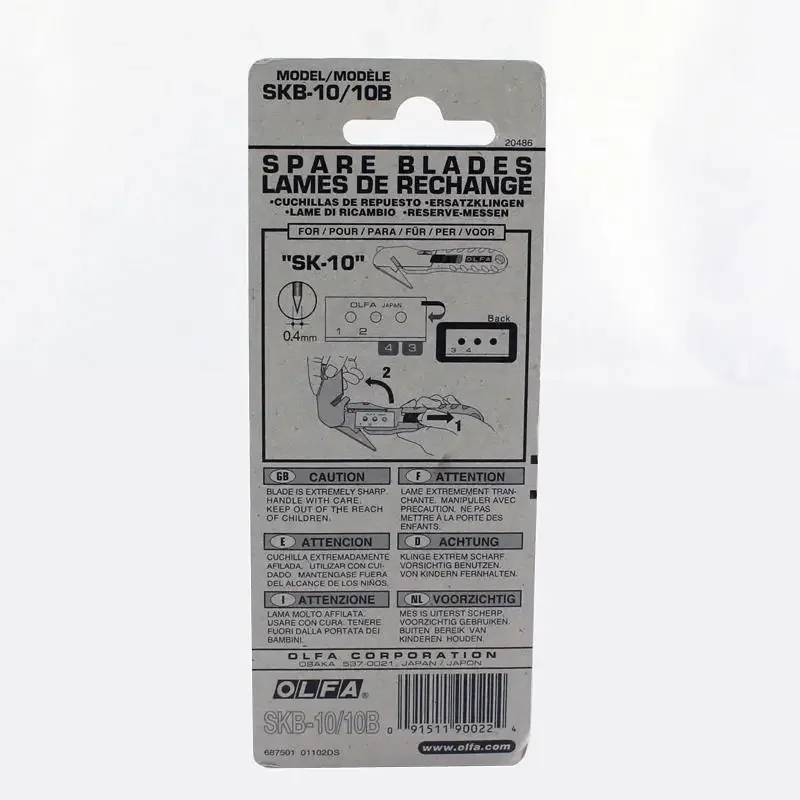 MODEL/MODÈLE
SKB-10/10B
20486
SPARE BLADES
LAMES DE RECHANGE
•CUCHILLAS DE REPUESTO •ERSATZKLINGEN
•LAME DI RICAMBIO •RESERVE-MESSEN
FOR / POUR / PARA / FÜR / PER / VOOR
"SK-10"
OLFA
OLFA JAPAN
1 2
4 3
0.4mm
Back
3 4
2
1
GB CAUTION
BLADE IS EXTREMELY SHARP.
HANDLE WITH CARE.
KEEP OUT OF THE REACH
OF CHILDREN.
F ATTENTION
LAME EXTREMEMENT TRAN-
CHANTE. MANIPULER AVEC
PRECAUTION. NE PAS
METTRE À LA PORTE DES
ENFANTS.
E ATTENCION
CUCHILLA EXTREMADAMENTE
AFILADA. UTILIZAR CON CUI-
DADO. MANTENGASE FUERA
DEL ALCANCE DE LOS NIÑOS.
D ACHTUNG
KLINGE EXTREM SCHARF.
VORSICHTIG BENUTZEN.
VON KINDERN FERNHALTEN.
I ATTENZIONE
LAMA MOLTO AFFILATA.
USARE CON CURA. TENERE
FUORI DALLA PORTATA DEI
BAMBINI.
NL VOORZICHTIG
MES IS UITERST SCHERP.
VOORZICHTIG GEBRUIKEN.
BUITEN BEREIK VAN
KINDEREN HOUDEN.
OLFA CORPORATION
OSAKA 537-0021, JAPAN / JAPON
OLFA®
SKB-10/10B
0 91511 90022 4
687501 01102DS
www.olfa.com